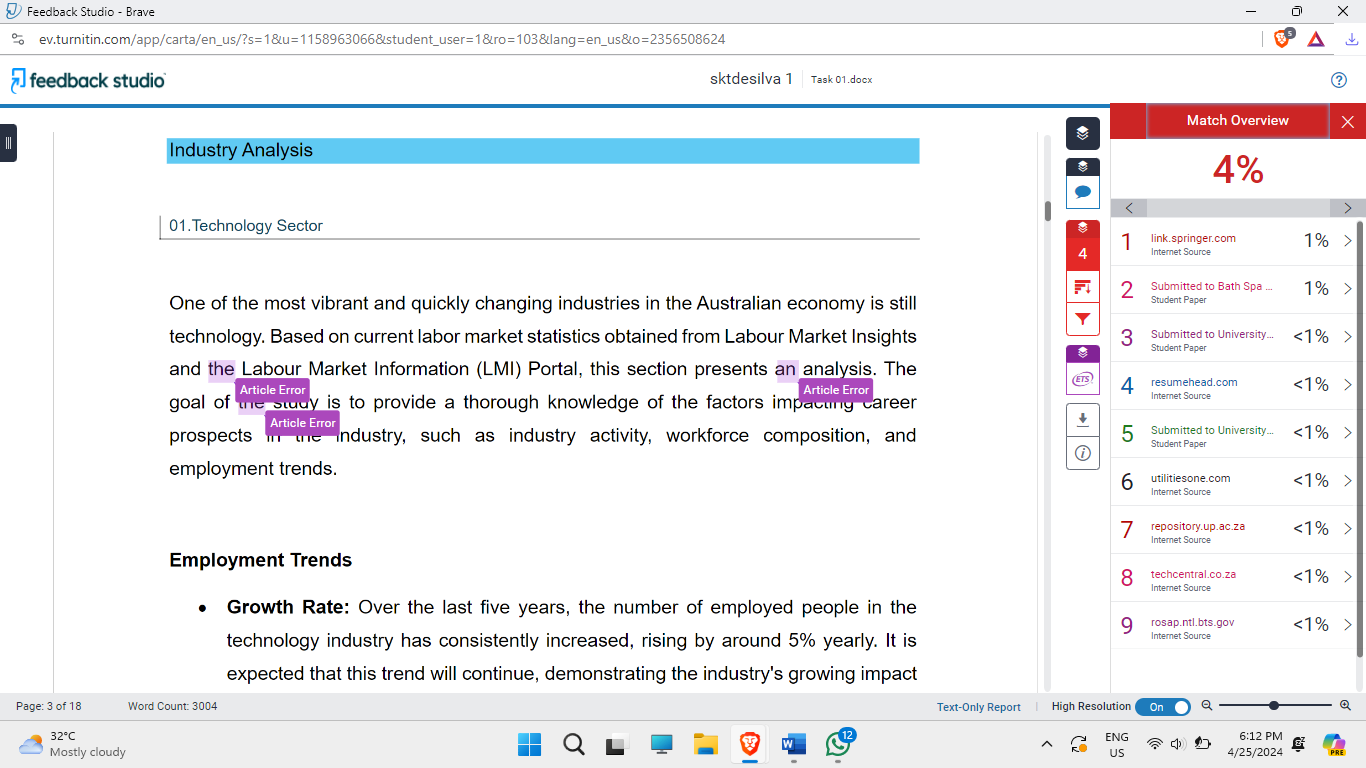 Feedback Studio - Brave
ev.turnitin.com/app/carta/en_us/?s=1&u=1158963066&student_user=1&ro=103&lang=en_us&o=2356508624
5
feedback studio
sktdesilva 1
Task 01.docx
?
Match Overview
4%
Industry Analysis
01.Technology Sector
One of the most vibrant and quickly changing industries in the Australian economy is still
technology. Based on current labor market statistics obtained from Labour Market Insights
and the Labour Market Information (LMI) Portal, this section presents an analysis. The
Article Error
Article Error
goal of the study is to provide a thorough knowledge of the factors impacting career
Article Error
prospects in the industry, such as industry activity, workforce composition, and
employment trends.
Employment Trends
• Growth Rate: Over the last five years, the number of employed people in the
technology industry has consistently increased, rising by around 5% yearly. It is
expected that this trend will continue, demonstrating the industry's growing impact
4
ETS
i
1 link.springer.com 1%
Internet Source
2 Submitted to Bath Spa ... 1%
Student Paper
3 Submitted to University... <1%
Student Paper
4 resumehead.com <1%
Internet Source
5 Submitted to University... <1%
Student Paper
6 utilitiesone.com <1%
Internet Source
7 repository.up.ac.za <1%
Internet Source
8 techcentral.co.za <1%
Internet Source
9 rosap.ntl.bts.gov <1%
Internet Source
Page: 3 of 18
Word Count: 3004
Text-Only Report
High Resolution
On
32°C
Mostly cloudy
W
12
ENG
US
6:12 PM
4/25/2024
PRE